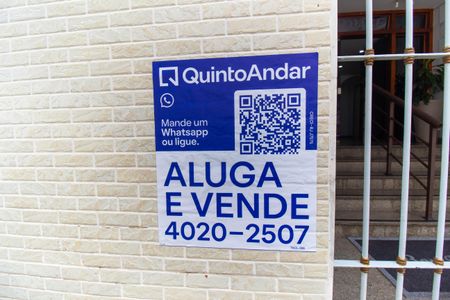 QuintoAndar
Mande um
Whatsapp
ou ligue.
ALUGA
E VENDE
4020-2507